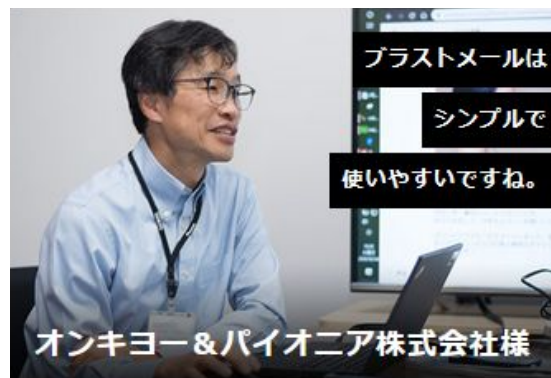 ブラストメールは
シンプルで
使いやすいですね。
オンキヨー＆パイオニア株式会社様